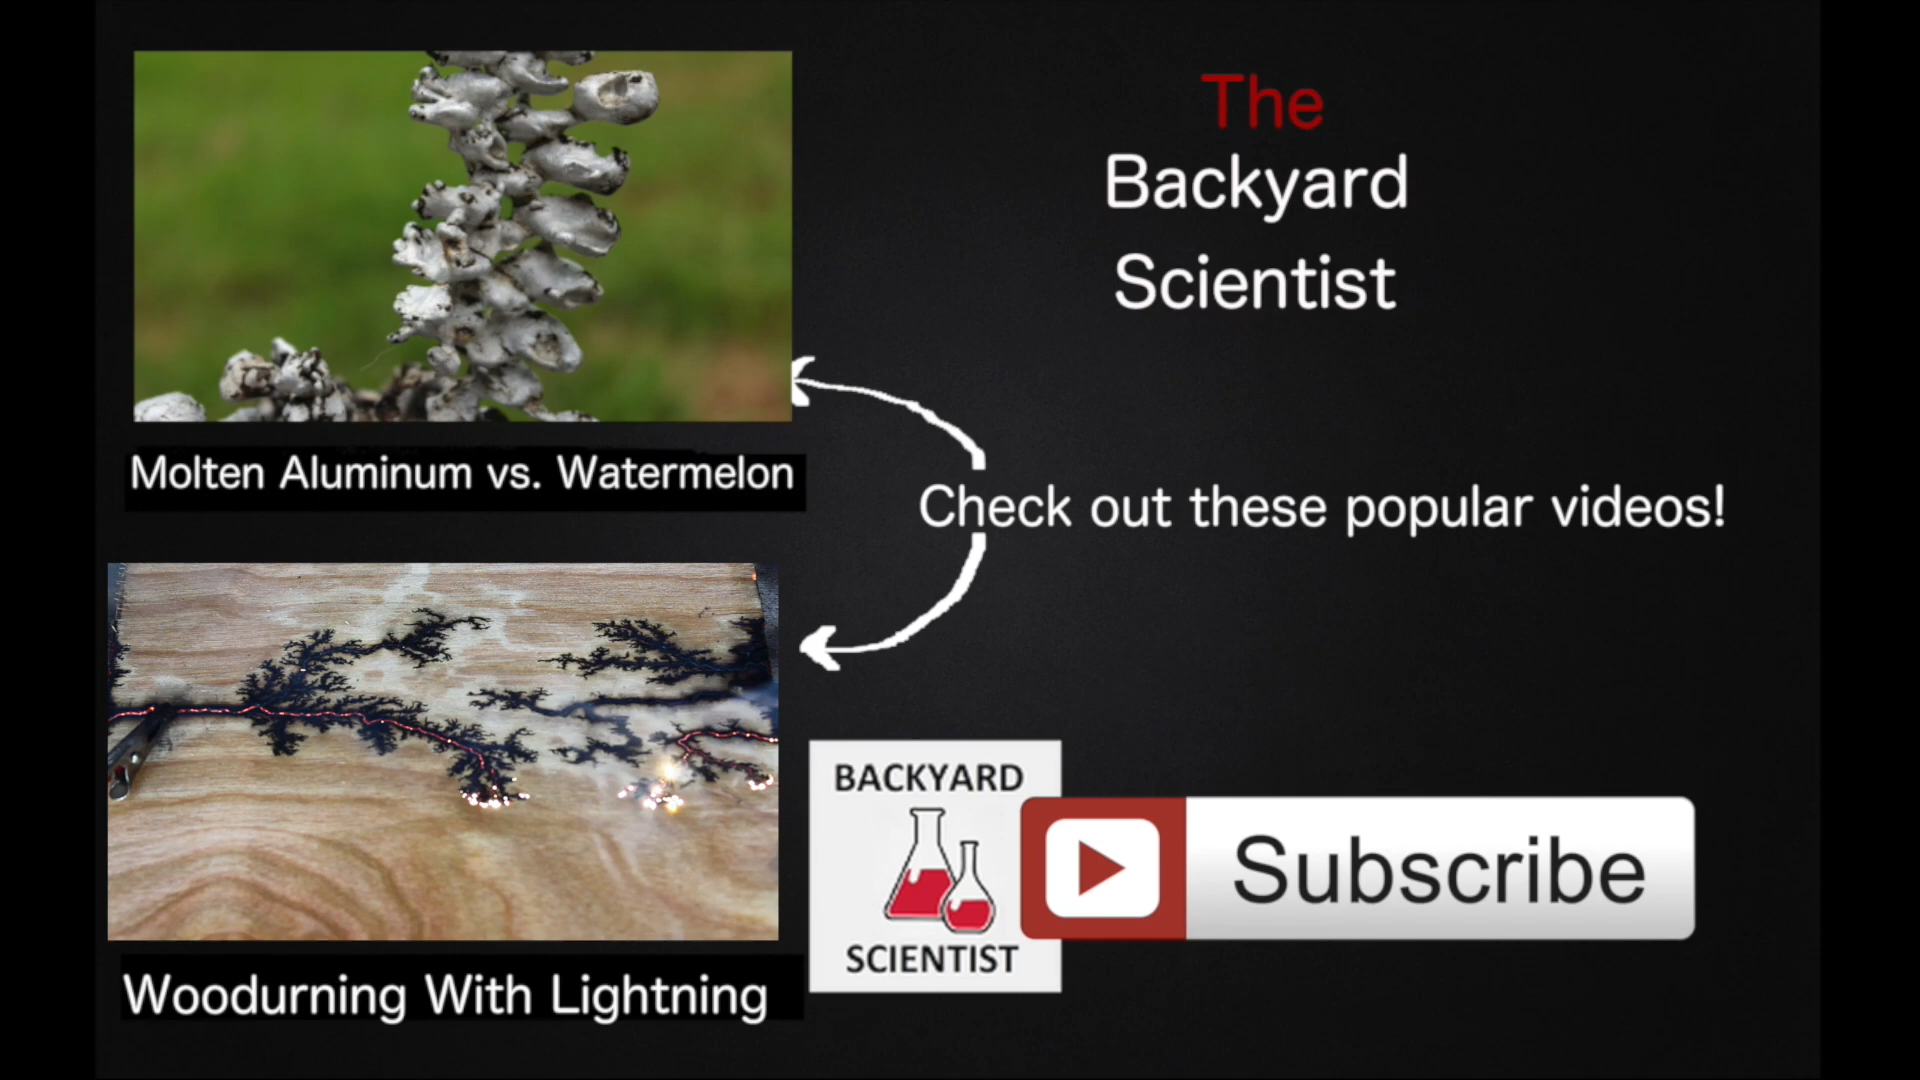 The
Backyard
Scientist
Molten Aluminum vs. Watermelon
Check out these popular videos!
Woodurning With Lightning
BACKYARD
SCIENTIST
Subscribe